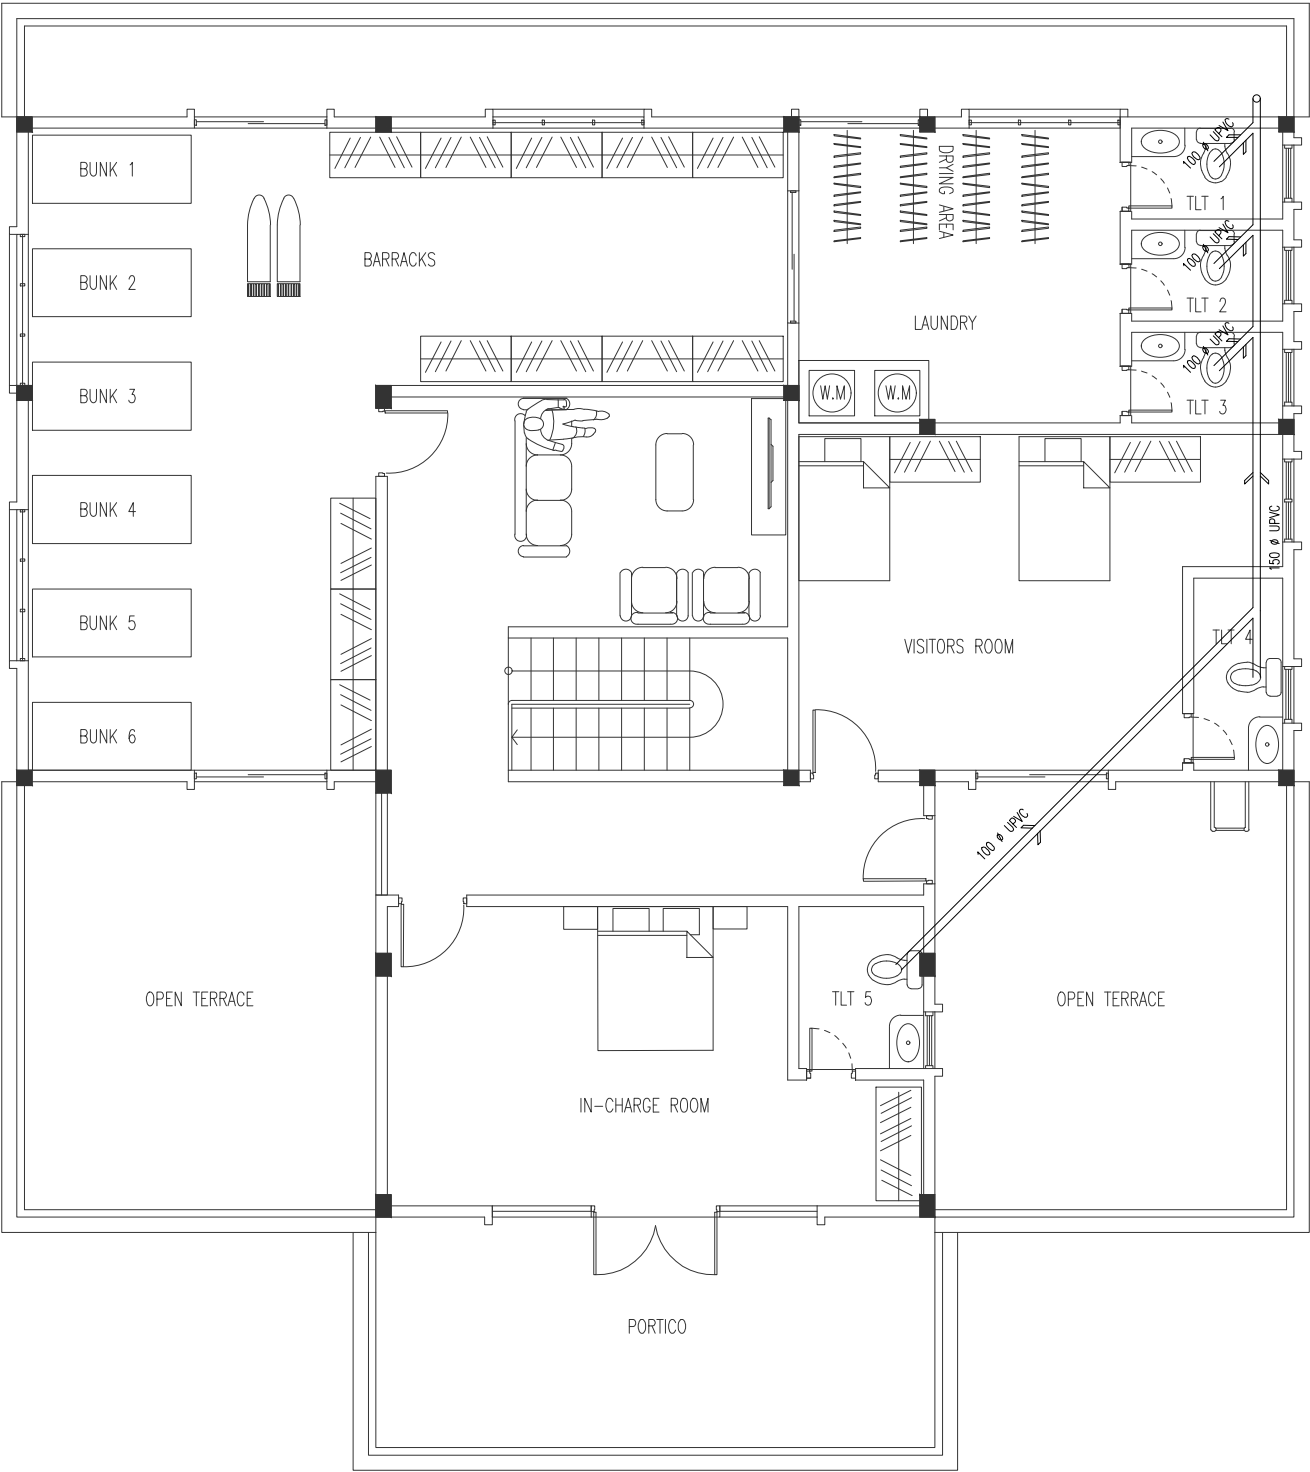 BUNK 1
100 ø UPVC
DRYING AREA
TLT 1
BARRACKS
100 ø UPVC
BUNK 2
TLT 2
LAUNDRY
100 ø UPVC
BUNK 3
W.M
W.M
TLT 3
BUNK 4
150 ø UPVC
BUNK 5
TLT 4
VISITORS ROOM
BUNK 6
100 ø UPVC
OPEN TERRACE
TLT 5
OPEN TERRACE
IN-CHARGE ROOM
PORTICO